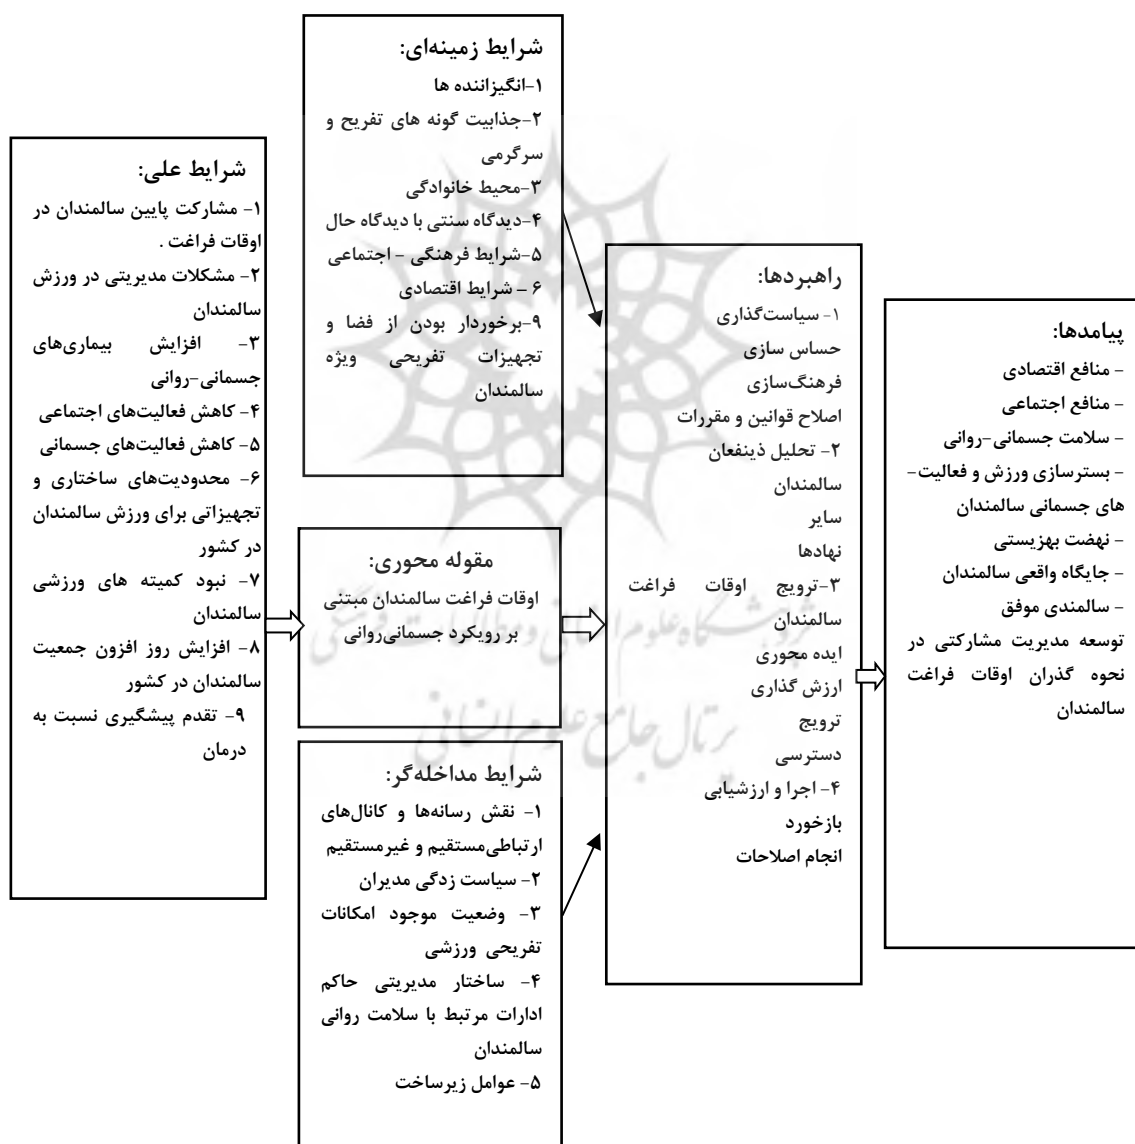 شرایط زمینه‌ای:
۱-انگیزاننده ها
۲-جذابیت گونه های تفریح و
سرگرمی
۳-محیط خانوادگی
۴-دیدگاه سنتی با دیدگاه حال
۵-شرایط فرهنگی – اجتماعی
۶ – شرایط اقتصادی
۹-برخوردار بودن از فضا و
تجهیزات تفریحی ویژه
سالمندان
شرایط علی:
۱- مشارکت پایین سالمندان در
اوقات فراغت .
۲- مشکلات مدیریتی در ورزش
سالمندان
۳- افزایش بیماری‌های
جسمانی-روانی
۴- کاهش فعالیت‌های اجتماعی
۵- کاهش فعالیت‌های جسمانی
۶- محدودیت‌های ساختاری و
تجهیزاتی برای ورزش سالمندان
در کشور
۷- نبود کمیته های ورزشی
سالمندان
۸- افزایش روز افزون جمعیت
سالمندان در کشور
۹- تقدم پیشگیری نسبت به
درمان
مقوله محوری:
اوقات فراغت سالمندان مبتنی
بر رویکرد جسمانی‌روانی
شرایط مداخله‌گر:
۱- نقش رسانه‌ها و کانال‌های
ارتباطی‌مستقیم و غیرمستقیم
۲- سیاست زدگی مدیران
۳- وضعیت موجود امکانات
تفریحی ورزشی
۴- ساختار مدیریتی حاکم
ادارات مرتبط با سلامت روانی
سالمندان
۵- عوامل زیرساخت
راهبردها:
۱- سیاست‌گذاری
حساس سازی
فرهنگ‌سازی
اصلاح قوانین و مقررات
۲- تحلیل ذینفعان
سالمندان
سایر
نهادها
۳-ترویج اوقات فراغت
سالمندان
ایده محوری
ارزش گذاری
ترویج
دسترسی
۴- اجرا و ارزشیابی
بازخورد
انجام اصلاحات
پیامدها:
- منافع اقتصادی
- منافع اجتماعی
- سلامت جسمانی-روانی
- بسترسازی ورزش و فعالیت-
های جسمانی سالمندان
- نهضت بهزیستی
- جایگاه واقعی سالمندان
- سالمندی موفق
توسعه مدیریت مشارکتی در
نحوه گذران اوقات فراغت
سالمندان
پژوهشگاه علوم انسانی و مطالعات فرهنگی
پرتال جامع علوم انسانی